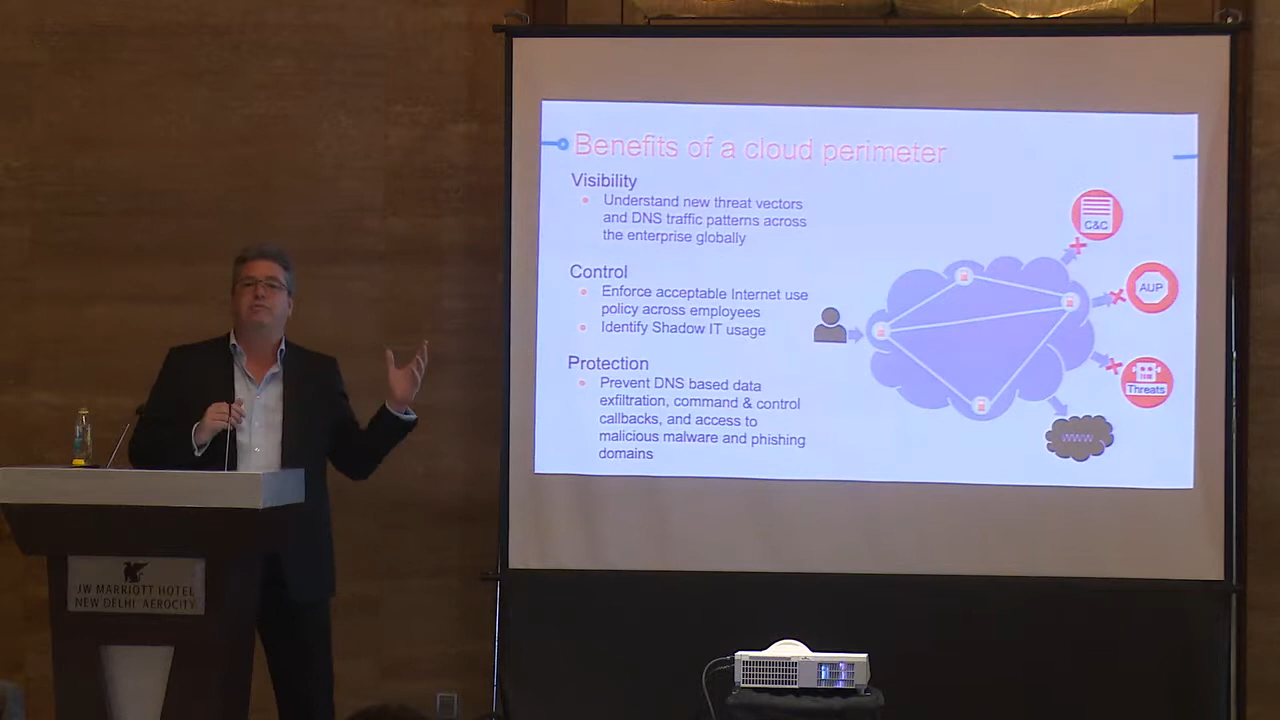 Benefits of a cloud perimeter
Visibility
Understand new threat vectors
and DNS traffic patterns across
the enterprise globally
Control
Enforce acceptable Internet use
policy across employees
Identify Shadow IT usage
Protection
Prevent DNS based data
exfiltration, command & control
callbacks, and access to
malicious malware and phishing
domains
C&C
AUP
Threats
JW MARRIOTT HOTEL
NEW DELHI AEROCITY